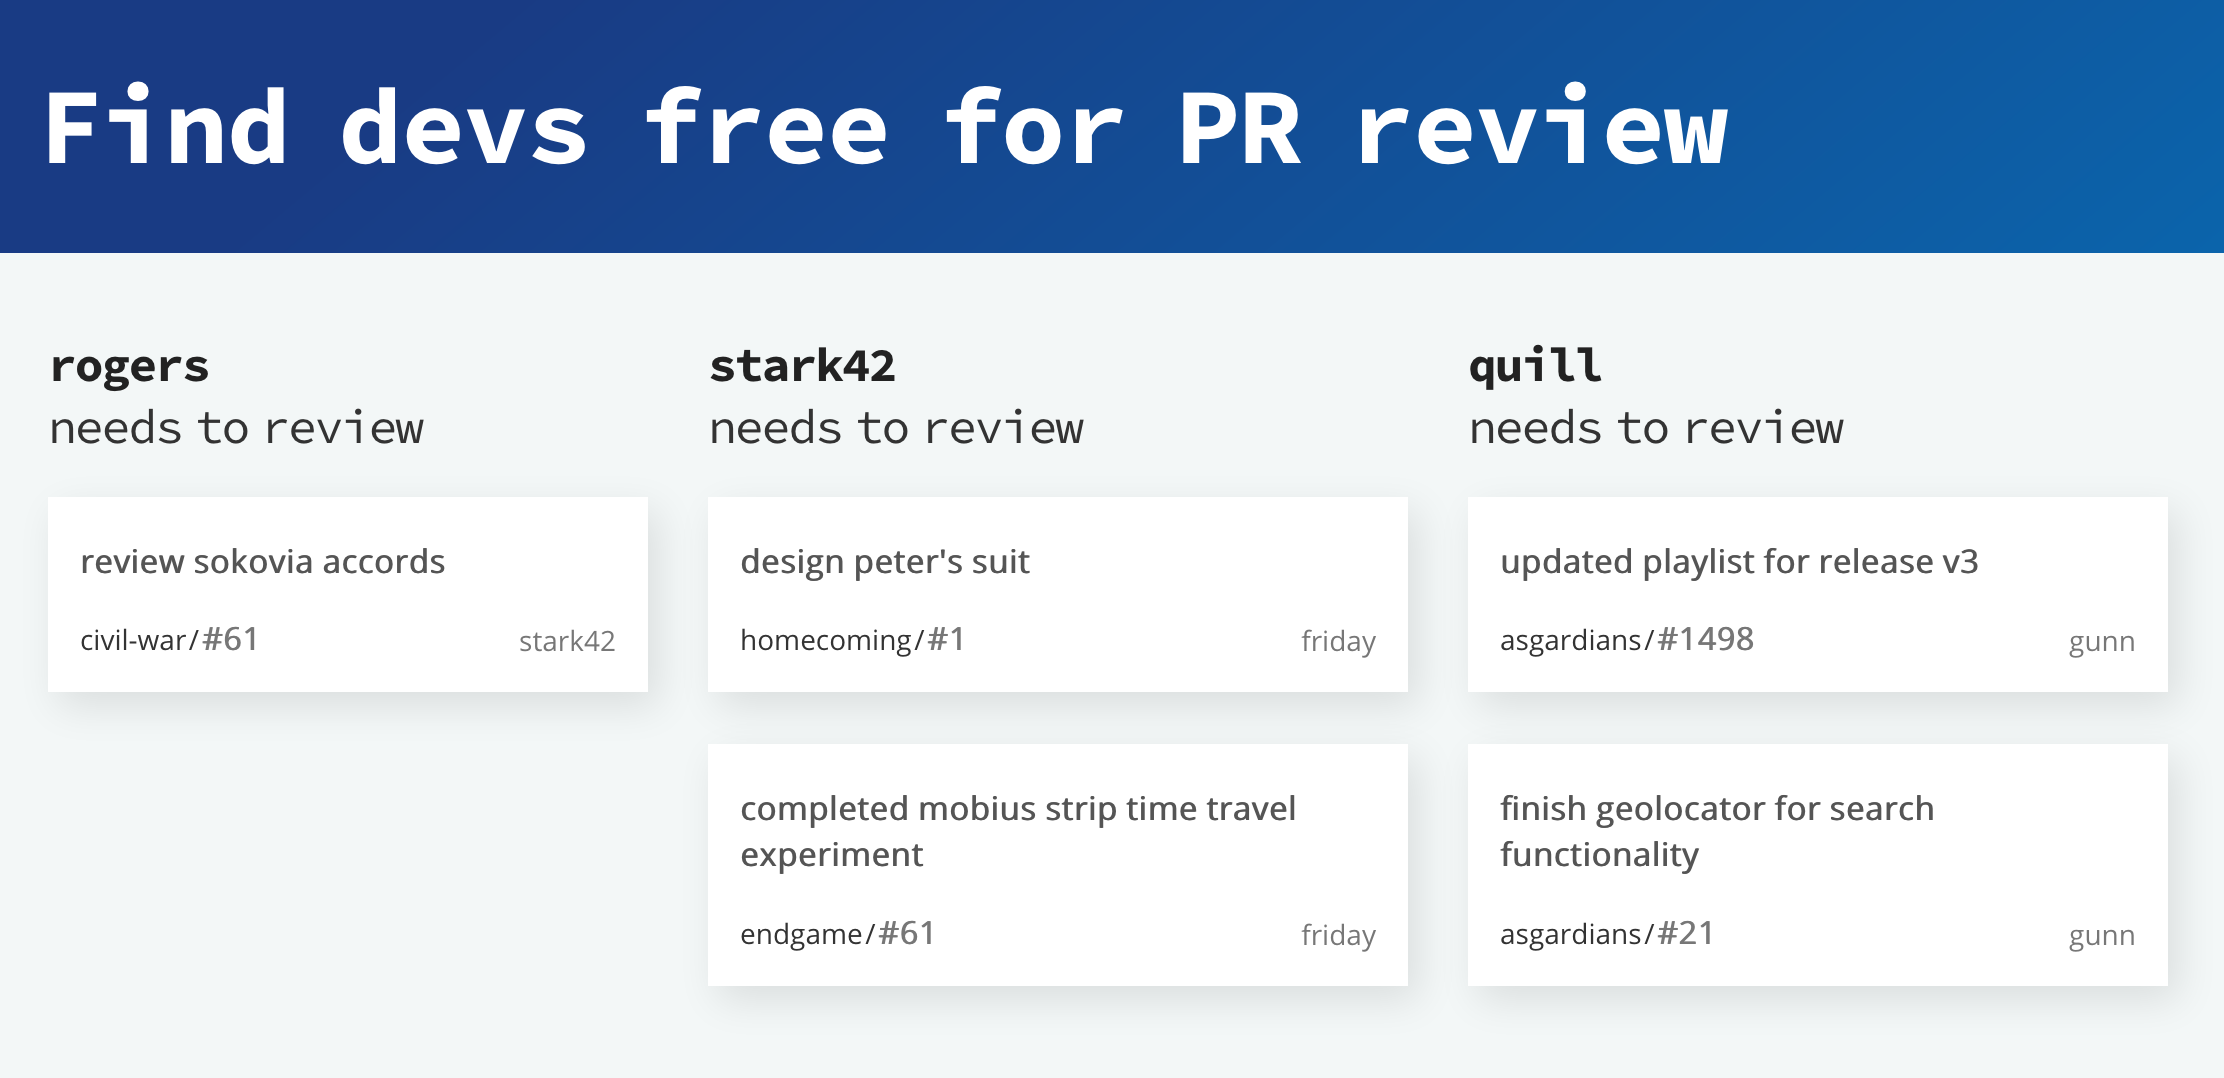 Find devs free for PR review
rogers
needs to review
review sokovia accords
civil-war/#61 stark42
stark42
needs to review
design peter's suit
homecoming/#1 friday
completed mobius strip time travel
experiment
endgame/#61 friday
quill
needs to review
updated playlist for release v3
asgardians/#1498 gunn
finish geolocator for search
functionality
asgardians/#21 gunn